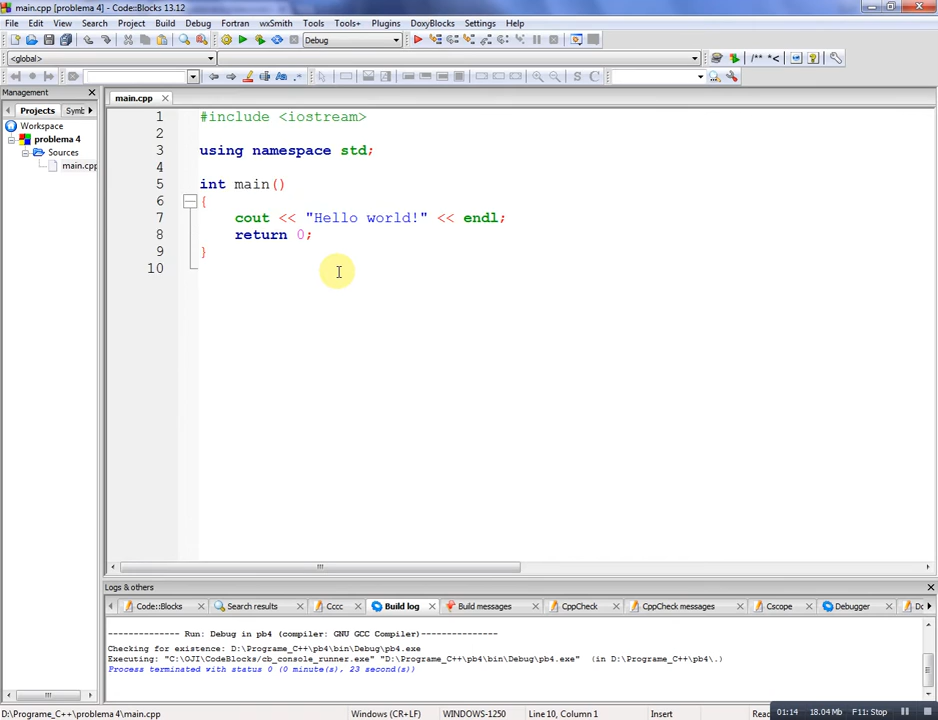 main.cpp [problema 4] - Code::Blocks 13.12
File Edit View Search Project Build Debug Fortran wxSmith Tools Tools+ Plugins DoxyBlocks Settings Help
Debug
<global>
/** *<
S C
Management
main.cpp
Projects Symb
Workspace
problema 4
Sources
main.cpp
1 #include <iostream>
2
3 using namespace std;
4
5 int main()
6 {
7 cout << "Hello world!" << endl;
8 return 0;
9 }
10
Logs & others
Code::Blocks Search results Cccc Build log Build messages CppCheck CppCheck messages Cscope Debugger Do
-------------- Run: Debug in pb4 (compiler: GNU GCC Compiler)---------------
Checking for existence: D:\Programe_C++\pb4\bin\Debug\pb4.exe
Executing: "C:\OJI\CodeBlocks/cb_console_runner.exe" "D:\Programe_C++\pb4\bin\Debug\pb4.exe" (in D:\Programe_C++\pb4\.)
Process terminated with status 0 (0 minute(s), 23 second(s))
D:\Programe_C++\problema 4\main.cpp Windows (CR+LF) WINDOWS-1250 Line 10, Column 1 Insert Rea 01:14 18.04 Mb F11: Stop